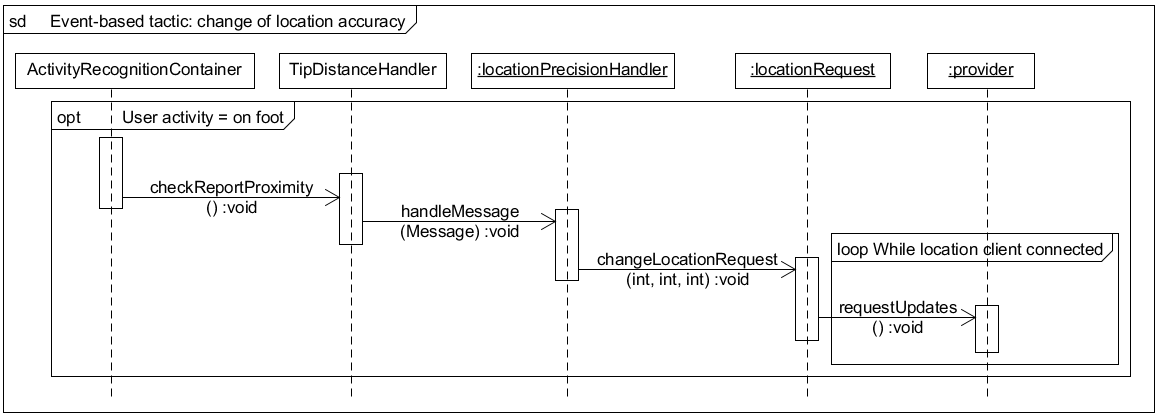 sd Event-based tactic: change of location accuracy
ActivityRecognitionContainer
TipDistanceHandler
:locationPrecisionHandler
:locationRequest
:provider
opt User activity = on foot
checkReportProximity
() :void
handleMessage
(Message) :void
loop While location client connected
changeLocationRequest
(int, int, int) :void
requestUpdates
() :void